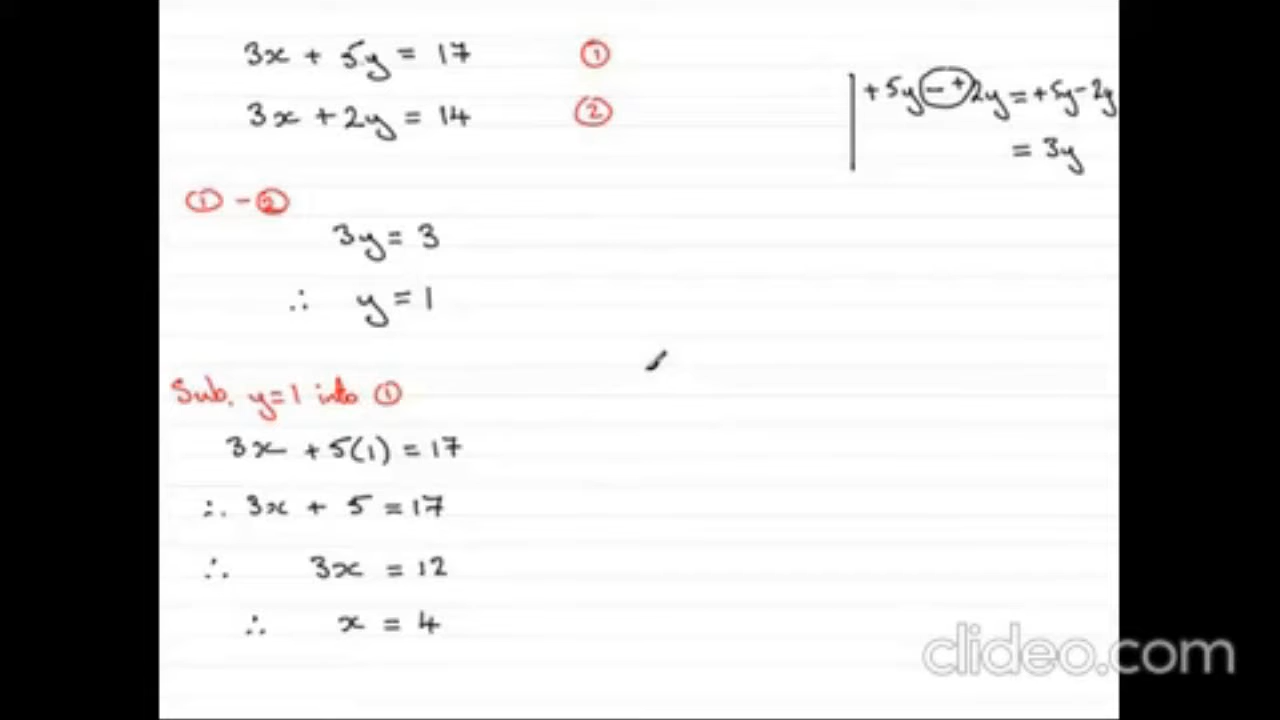 3x + 5y = 17 ①
3x + 2y = 14 ②
+5y - +2y = +5y - 2y
= 3y
① - ②
3y = 3
∴ y = 1
Sub. y=1 into ①
3x + 5(1) = 17
∴ 3x + 5 = 17
∴ 3x = 12
∴ x = 4
clideo.com